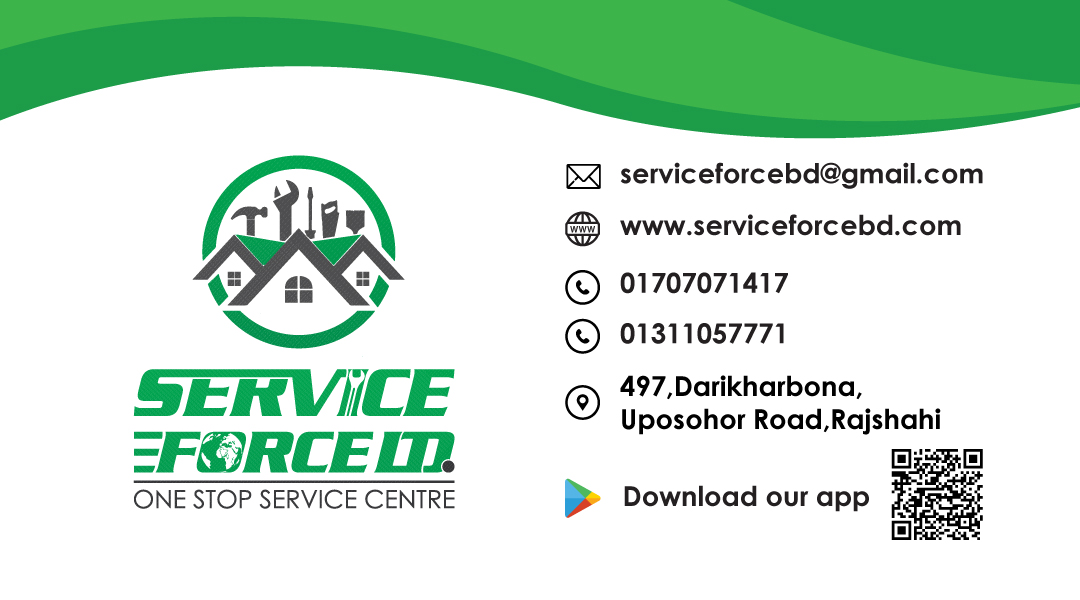 SERVICE
FORCE LTD.
ONE STOP SERVICE CENTRE
serviceforcebd@gmail.com
www
www.serviceforcebd.com
01707071417
01311057771
497,Darikharbona,
Uposohor Road,Rajshahi
Download our app